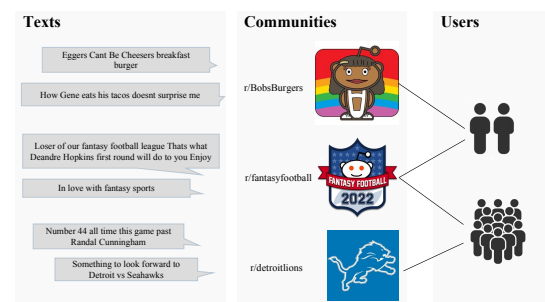 Texts
Communities
Users
Eggers Cant Be Cheesers breakfast
burger
How Gene eats his tacos doesnt surprise me
r/BobsBurgers
Loser of our fantasy football league Thats what
Deandre Hopkins first round will do to you Enjoy
In love with fantasy sports
r/fantasyfootball
FANTASY FOOTBALL
2022
Number 44 all time this game past
Randal Cunningham
Something to look forward to
Detroit vs Seahawks
r/detroitlions